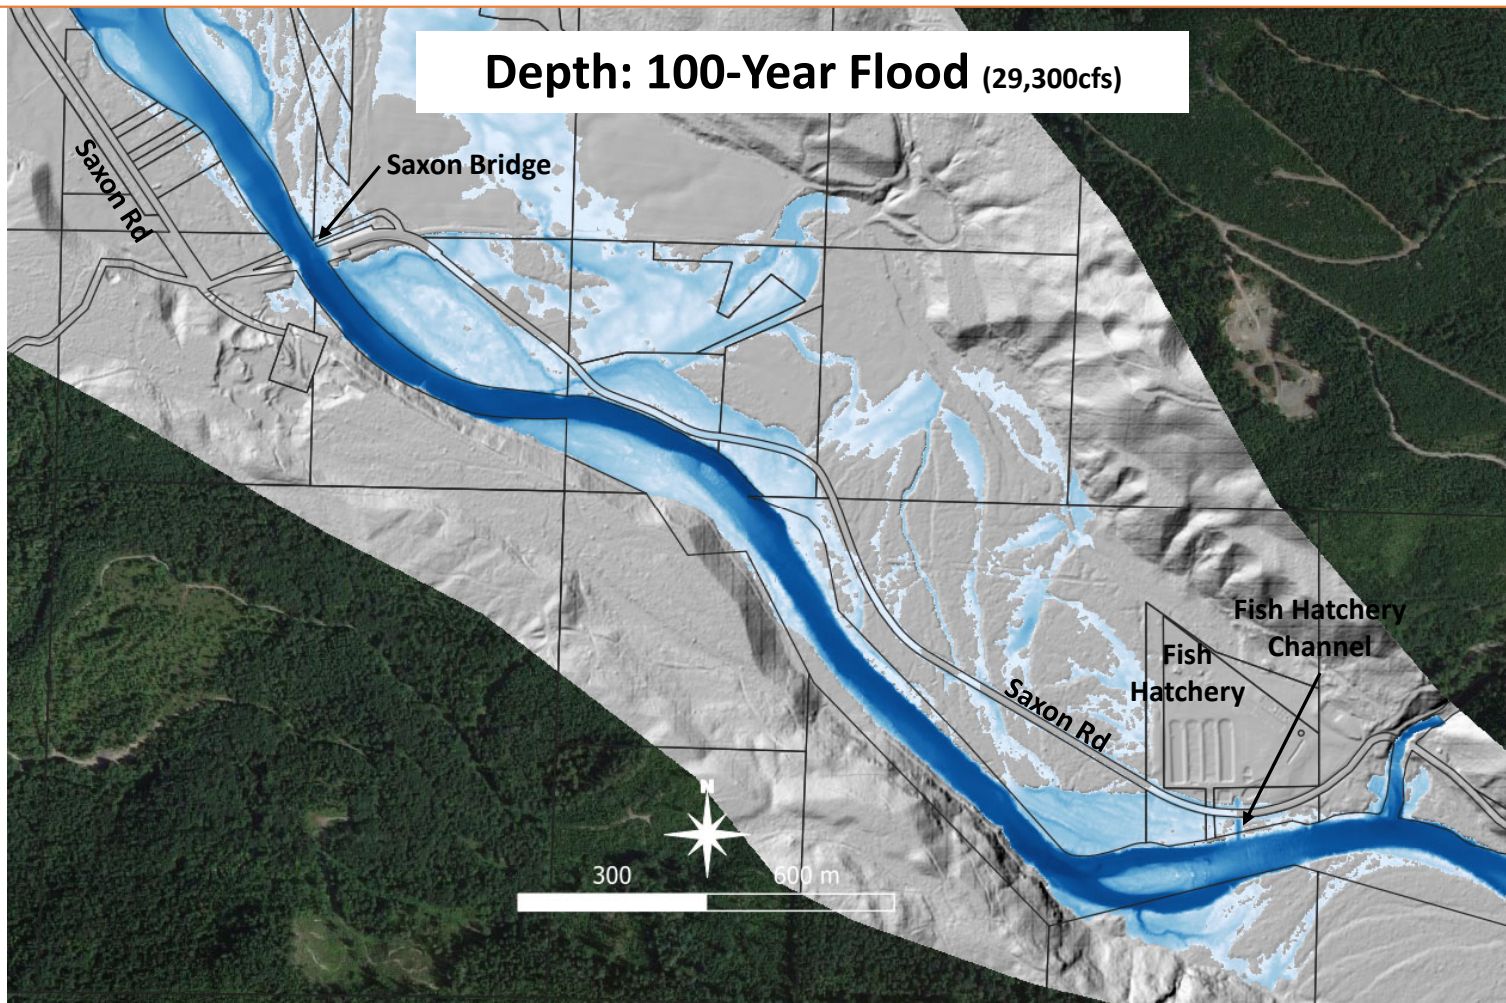 Depth: 100-Year Flood (29,300cfs)
Saxon Bridge
Saxon Rd
Fish Hatchery
Channel
Fish
Hatchery
Saxon Rd
N
300
600 m